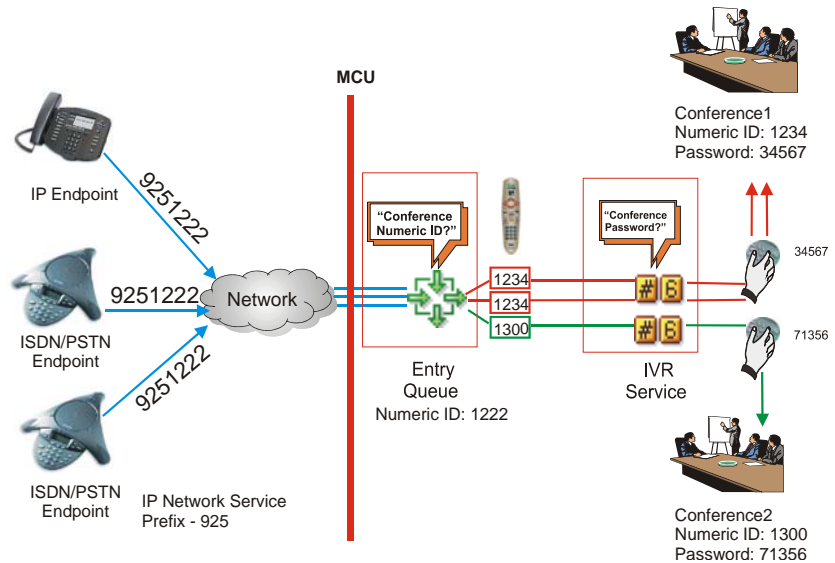 MCU
Conference1
Numeric ID: 1234
Password: 34567
IP Endpoint
9251222
"Conference
Numeric ID?"
"Conference
Password?"
34567
ISDN/PSTN
Endpoint
9251222
Network
1234
1234
1300
# 6
# 6
71356
9251222
Entry
Queue
Numeric ID: 1222
IVR
Service
ISDN/PSTN
Endpoint
IP Network Service
Prefix - 925
Conference2
Numeric ID: 1300
Password: 71356